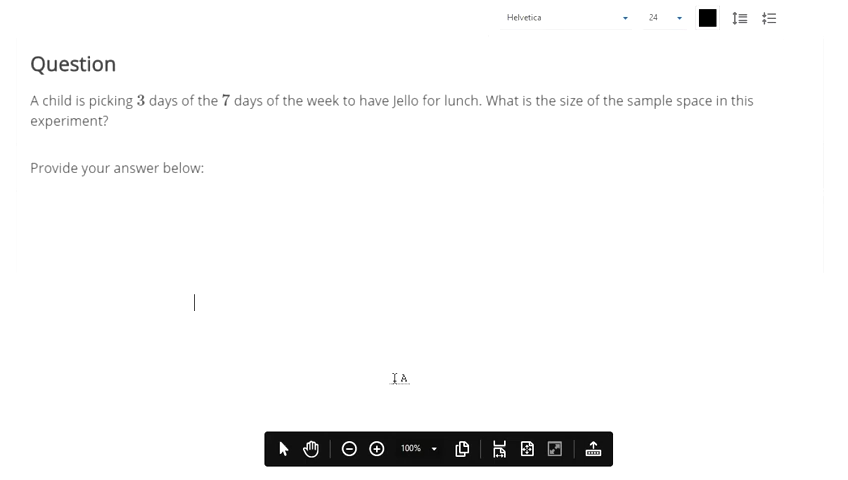 Helvetica 24
Question
A child is picking 3 days of the 7 days of the week to have Jello for lunch. What is the size of the sample space in this
experiment?
Provide your answer below:
A
100%